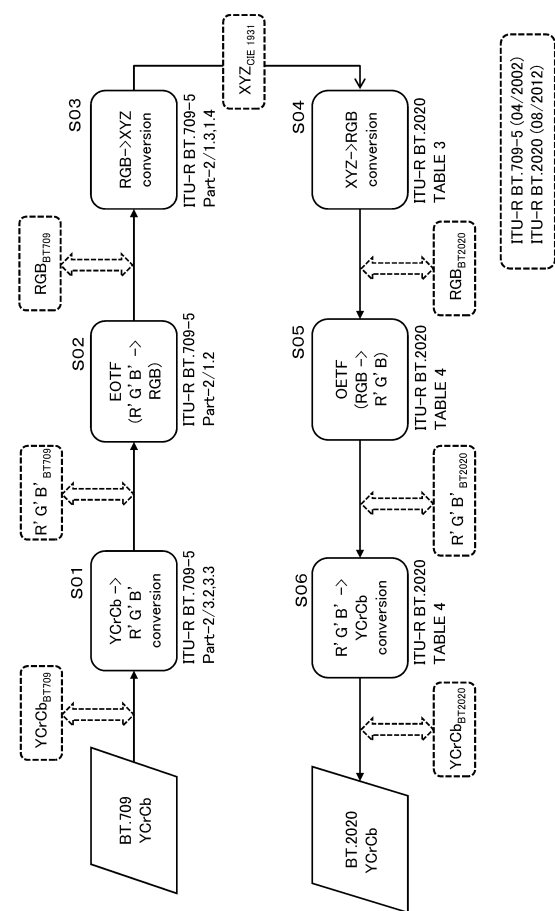 BT.709
YCrCb
YCrCbBT709
S01
YCrCb ->
R' G' B'
conversion
ITU-R BT.709-5
Part-2/3.2,3.3
R' G' B'BT709
S02
EOTF
(R' G' B' ->
RGB)
ITU-R BT.709-5
Part-2/1.2
RGBBT709
S03
RGB->XYZ
conversion
ITU-R BT.709-5
Part-2/1.3,1.4
XYZCIE 1931
S04
XYZ->RGB
conversion
ITU-R BT.2020
TABLE 3
RGBBT2020
S05
OETF
(RGB ->
R' G' B)
ITU-R BT.2020
TABLE 4
R' G' B'BT2020
S06
R' G' B' ->
YCrCb
conversion
ITU-R BT.2020
TABLE 4
YCrCbBT2020
BT.2020
YCrCb
ITU-R BT.709-5 (04/2002)
ITU-R BT.2020 (08/2012)